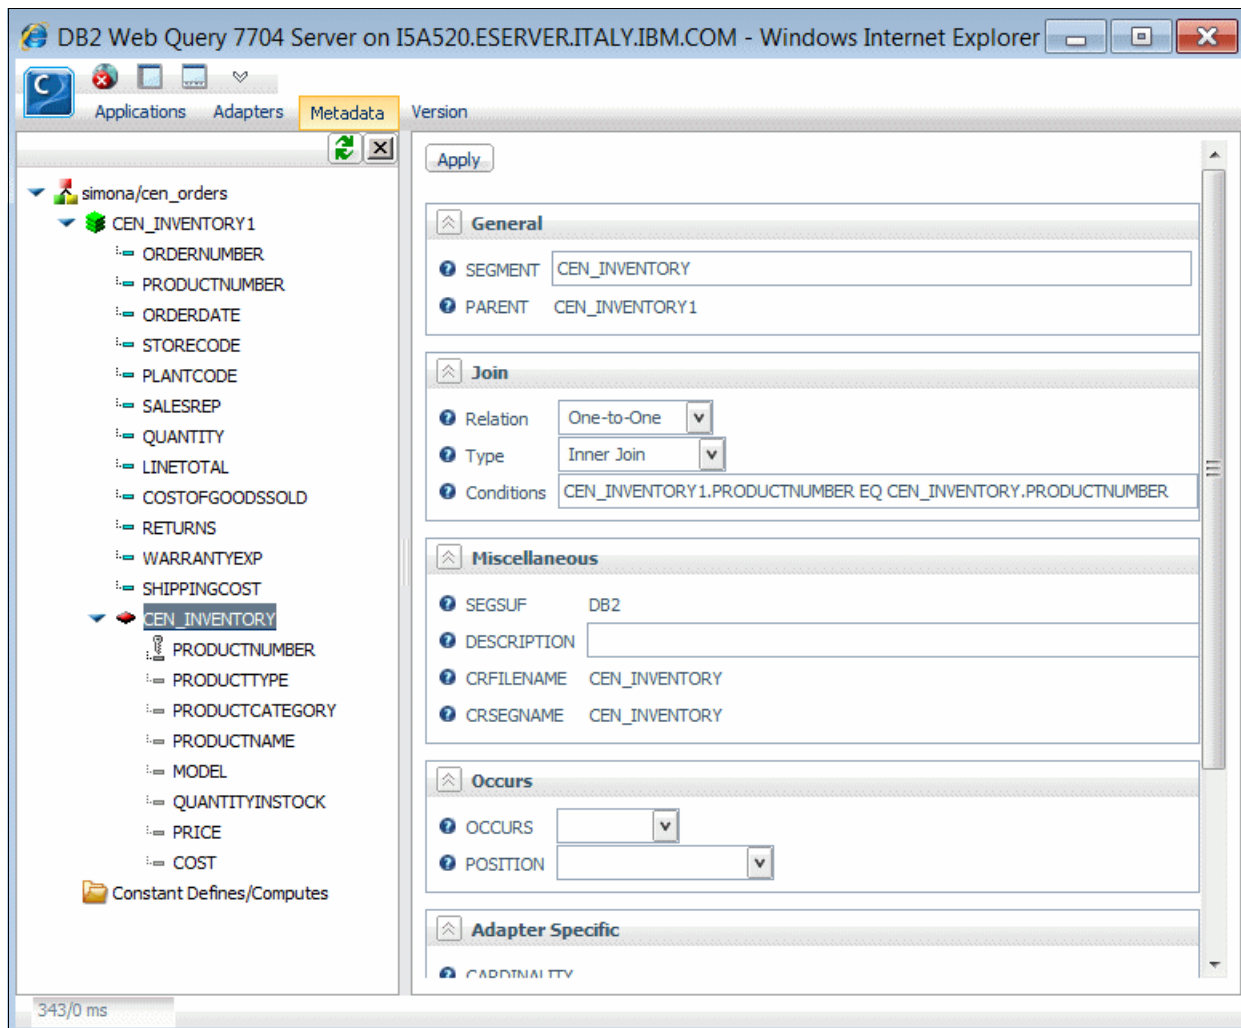 DB2 Web Query 7704 Server on I5A520.ESERVER.ITALY.IBM.COM - Windows Internet Explorer
Applications Adapters Metadata Version
simona/cen_orders
CEN_INVENTORY1
ORDERNUMBER
PRODUCTNUMBER
ORDERDATE
STORECODE
PLANTCODE
SALESREP
QUANTITY
LINETOTAL
COSTOFGOODSSOLD
RETURNS
WARRANTYEXP
SHIPPINGCOST
CEN_INVENTORY
PRODUCTNUMBER
PRODUCTTYPE
PRODUCTCATEGORY
PRODUCTNAME
MODEL
QUANTITYINSTOCK
PRICE
COST
Constant Defines/Computes
Apply
General
SEGMENT CEN_INVENTORY
PARENT CEN_INVENTORY1
Join
Relation One-to-One
Type Inner Join
Conditions CEN_INVENTORY1.PRODUCTNUMBER EQ CEN_INVENTORY.PRODUCTNUMBER
Miscellaneous
SEGSUF DB2
DESCRIPTION
CRFILENAME CEN_INVENTORY
CRSEGNAME CEN_INVENTORY
Occurs
OCCURS
POSITION
Adapter Specific
CARDINALITY
343/0 ms